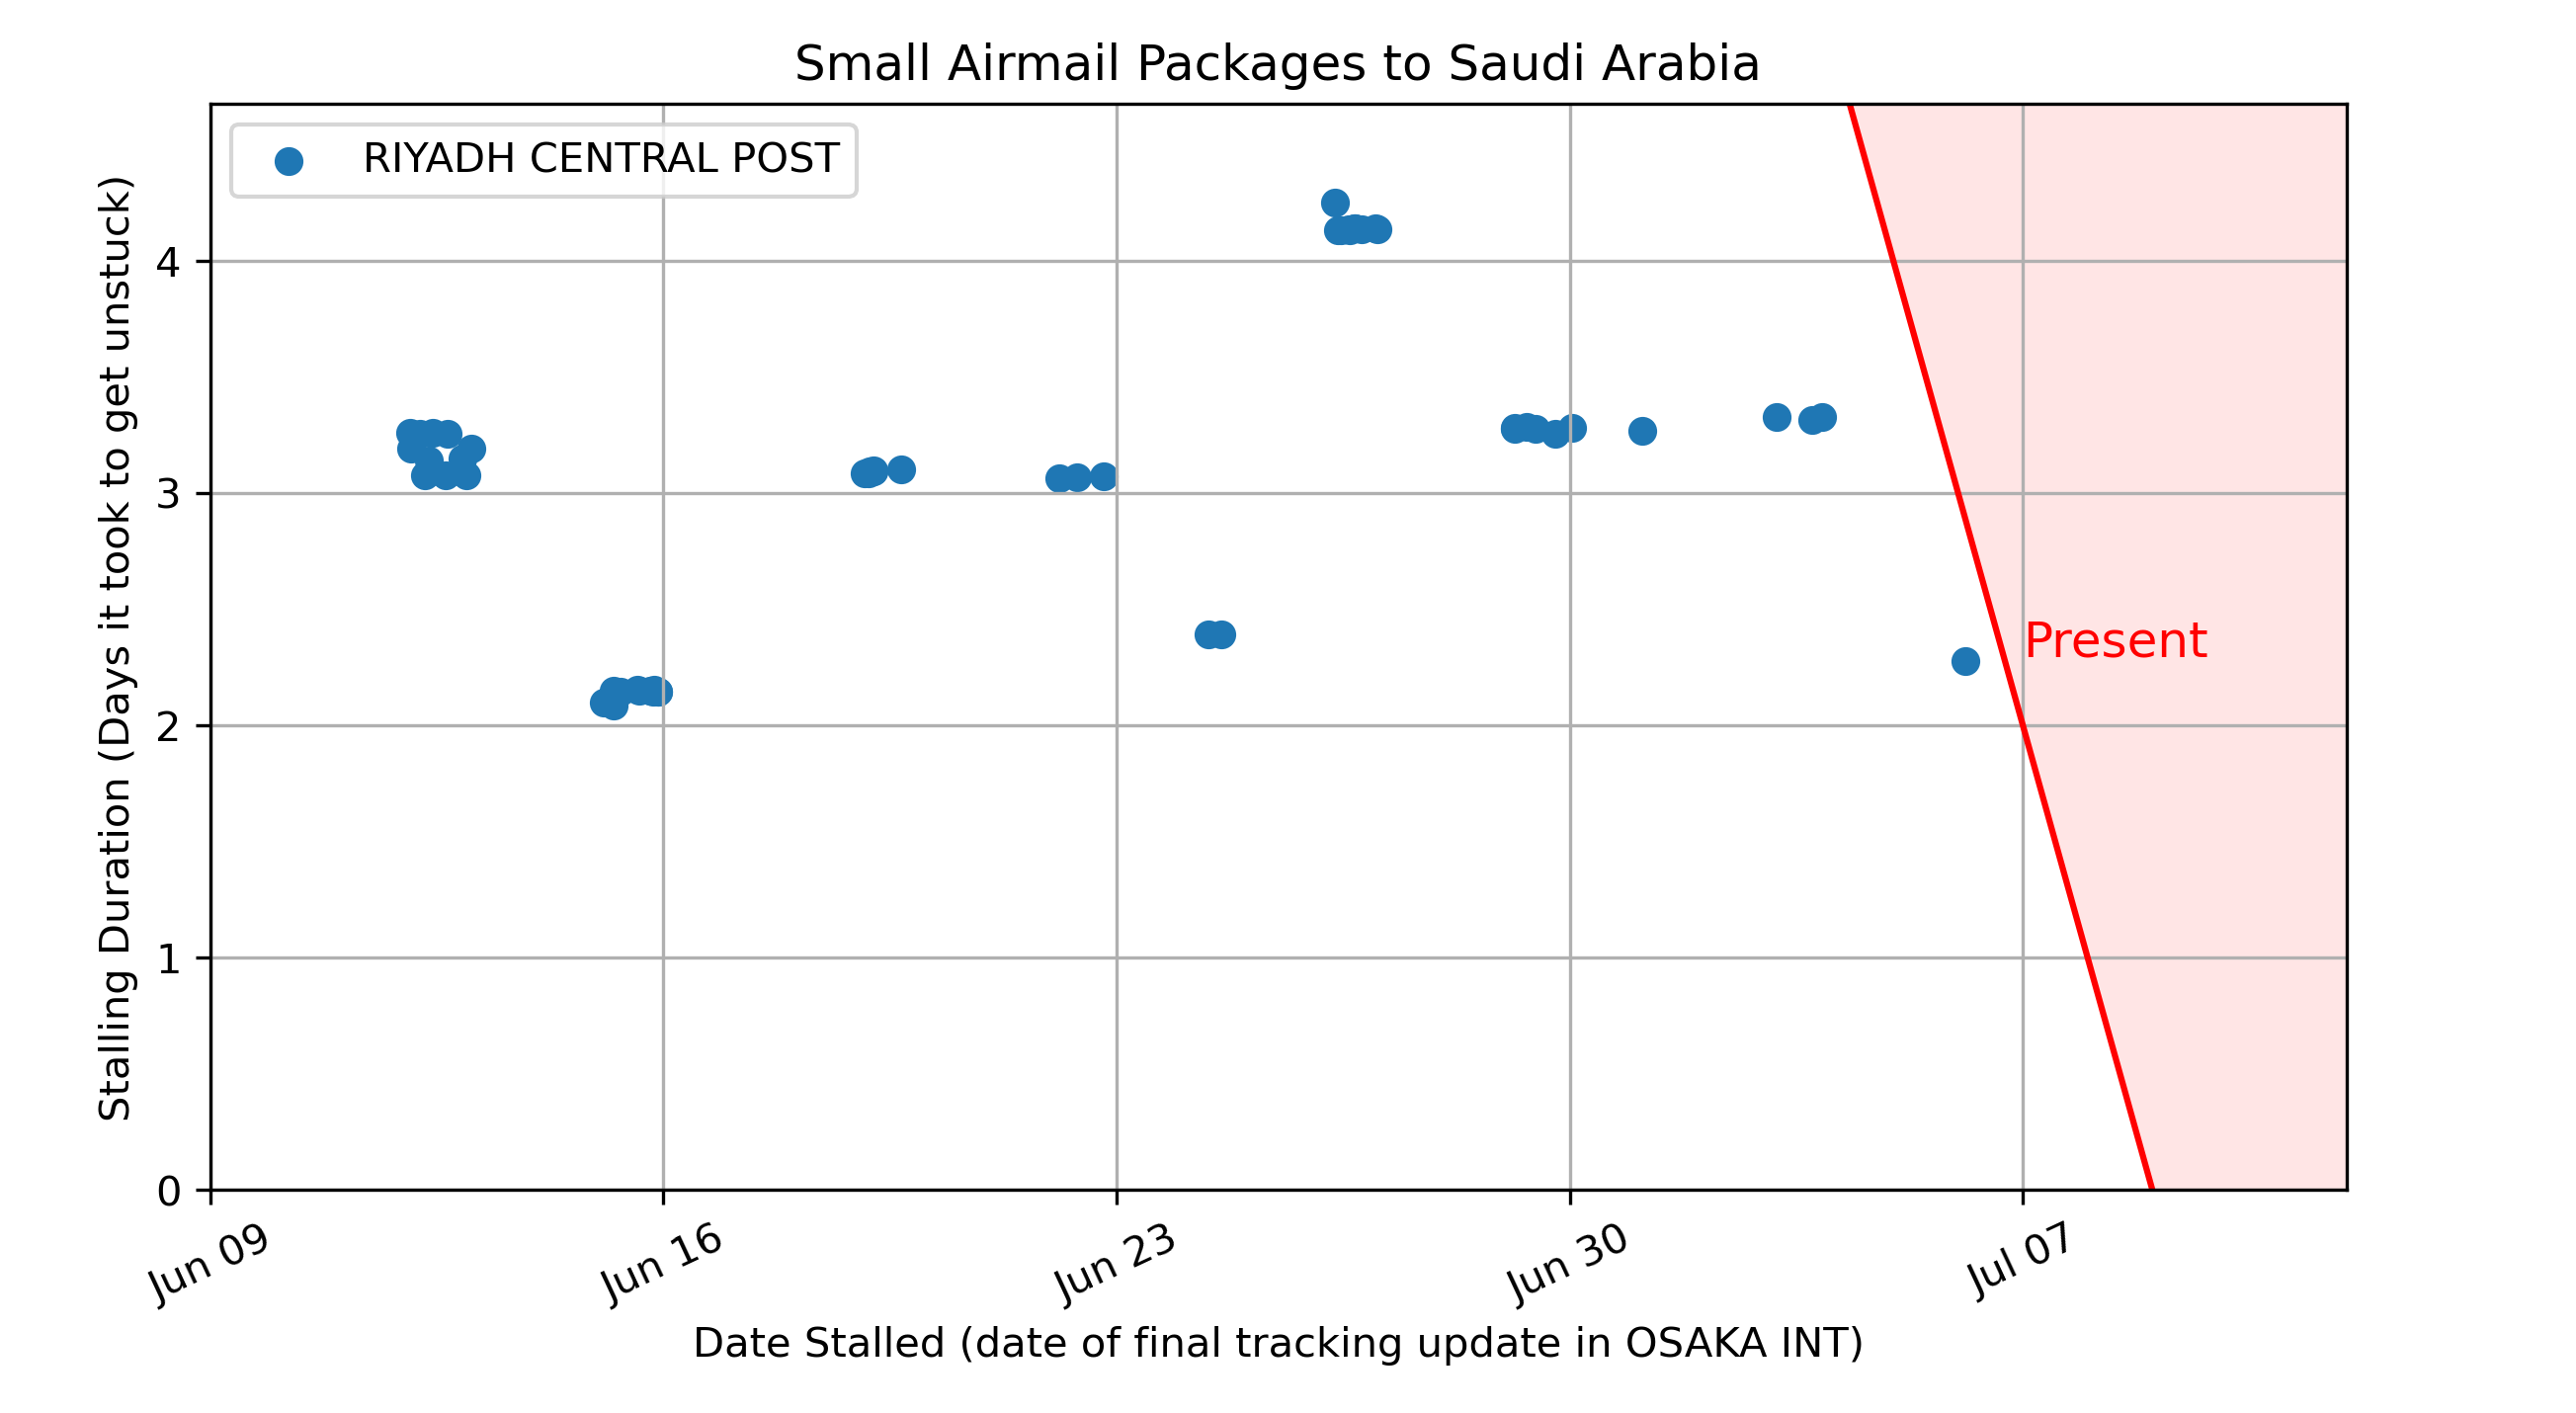 Small Airmail Packages to Saudi Arabia
RIYADH CENTRAL POST
Stalling Duration (Days it took to get unstuck)
4
3
2
1
0
Present
Jun 09
Jun 16
Jun 23
Jun 30
Jul 07
Date Stalled (date of final tracking update in OSAKA INT)